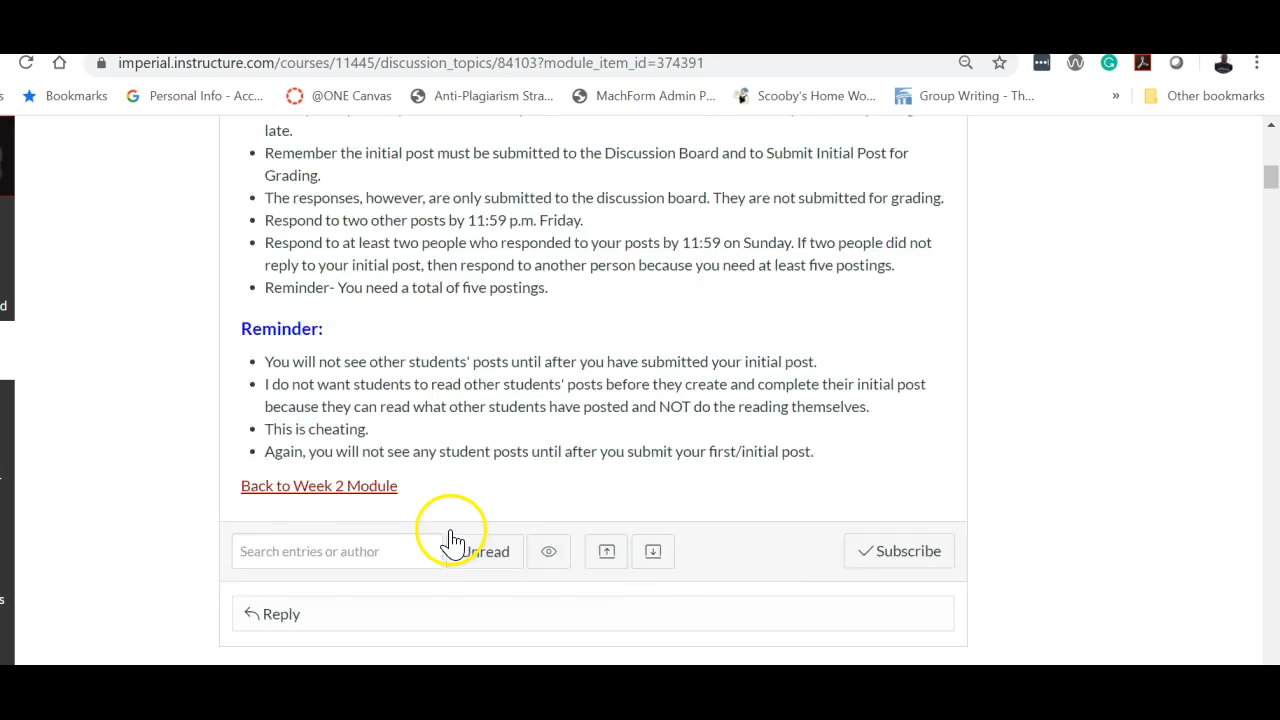 imperial.instructure.com/courses/11445/discussion_topics/84103?module_item_id=374391
s Bookmarks Personal Info - Acc... @ONE Canvas Anti-Plagiarism Stra... MachForm Admin P... Scooby's Home Wo... Group Writing - Th... » Other bookmarks
late.
• Remember the initial post must be submitted to the Discussion Board and to Submit Initial Post for
Grading.
• The responses, however, are only submitted to the discussion board. They are not submitted for grading.
• Respond to two other posts by 11:59 p.m. Friday.
• Respond to at least two people who responded to your posts by 11:59 on Sunday. If two people did not
reply to your initial post, then respond to another person because you need at least five postings.
• Reminder- You need a total of five postings.
d
Reminder:
• You will not see other students' posts until after you have submitted your initial post.
• I do not want students to read other students' posts before they create and complete their initial post
because they can read what other students have posted and NOT do the reading themselves.
• This is cheating.
• Again, you will not see any student posts until after you submit your first/initial post.
Back to Week 2 Module
Search entries or author Unread Subscribe
s
Reply